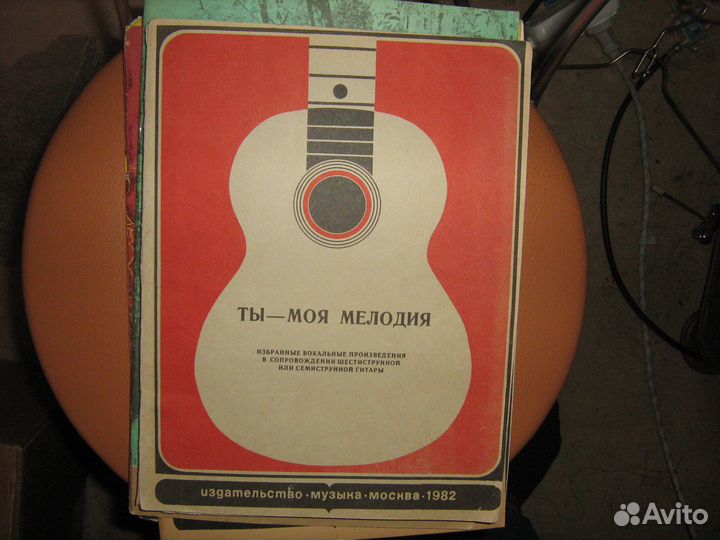 ТЫ—МОЯ МЕЛОДИЯ
ИЗБРАННЫЕ ВОКАЛЬНЫЕ ПРОИЗВЕДЕНИЯ
В СОПРОВОЖДЕНИИ ШЕСТИСТРУННОЙ
ИЛИ СЕМИСТРУННОЙ ГИТАРЫ
издательство·музыка·москва·1982
Avito